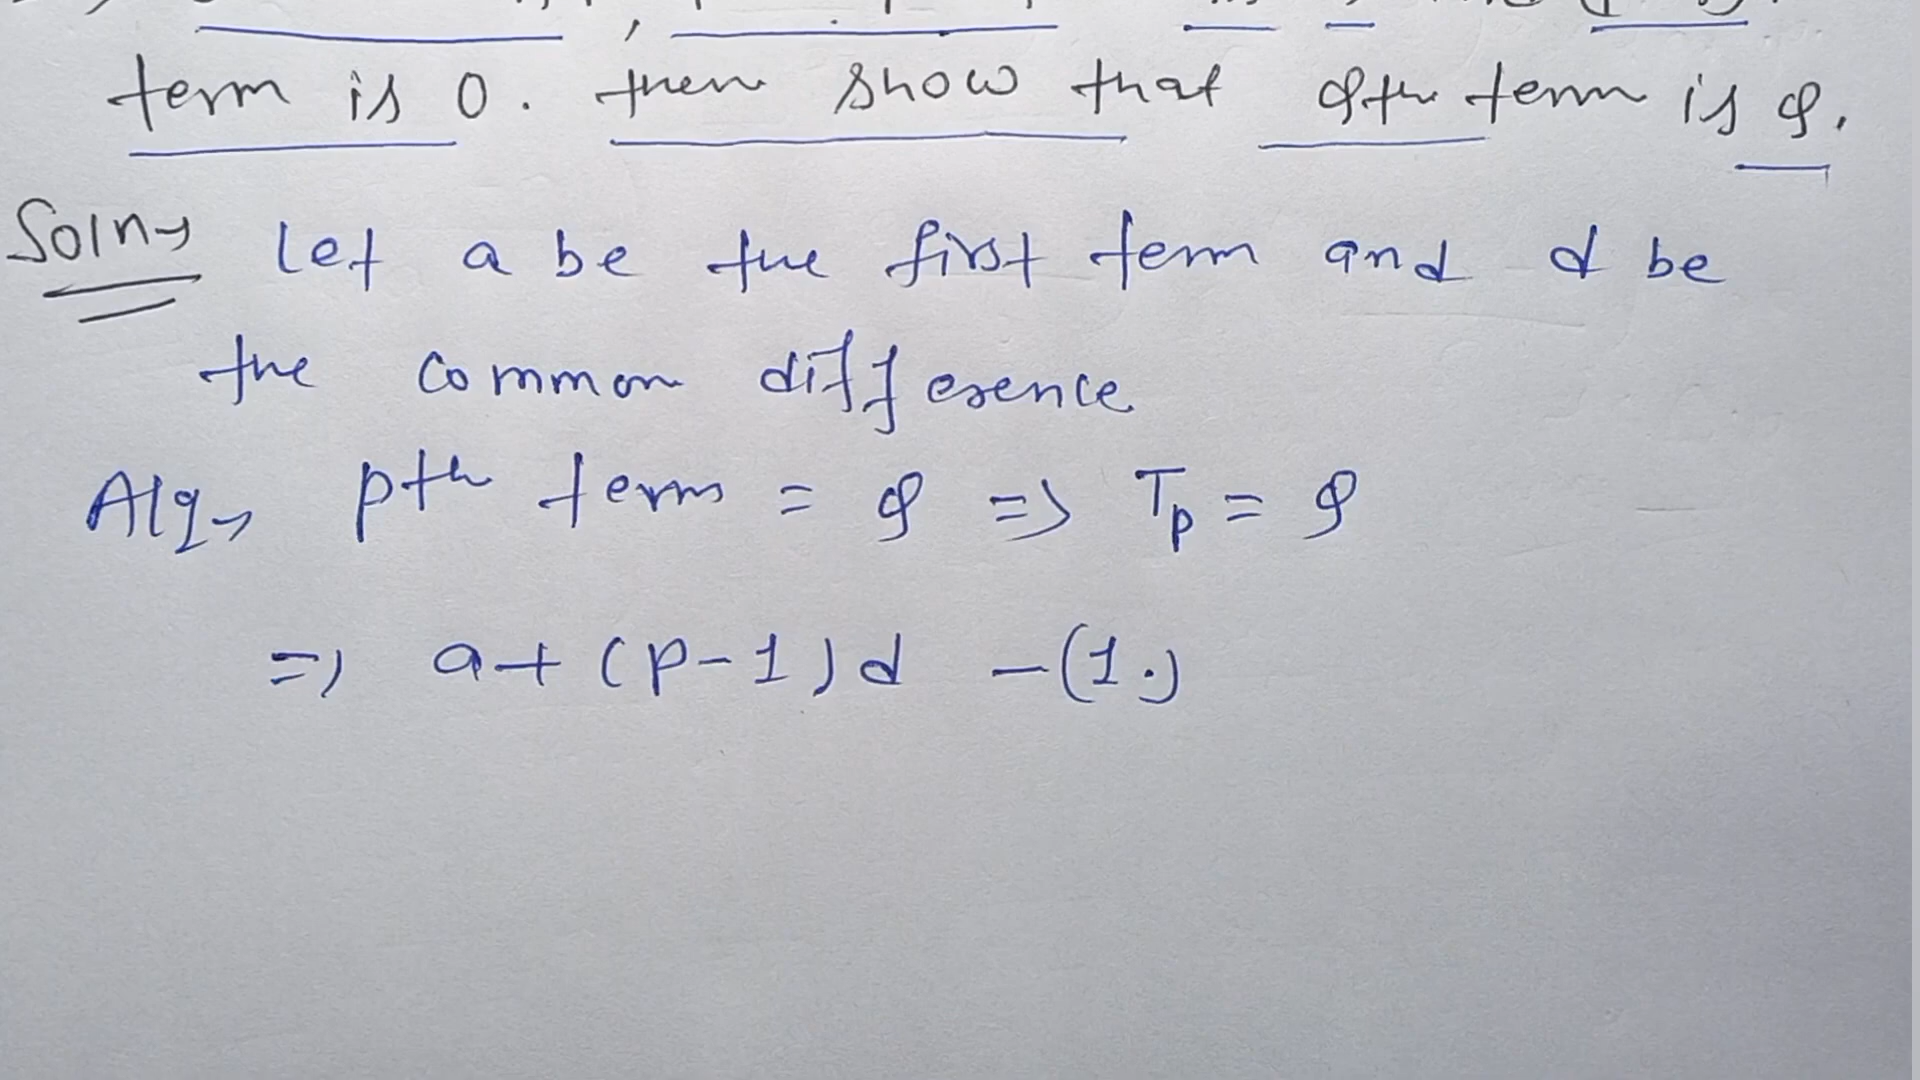 term is 0. then show that qth term is q.
Soln→ Let a be the first term and d be
the common difference
Alq→ pth term = q => Tp = q
=> a+(p-1)d -(1.)